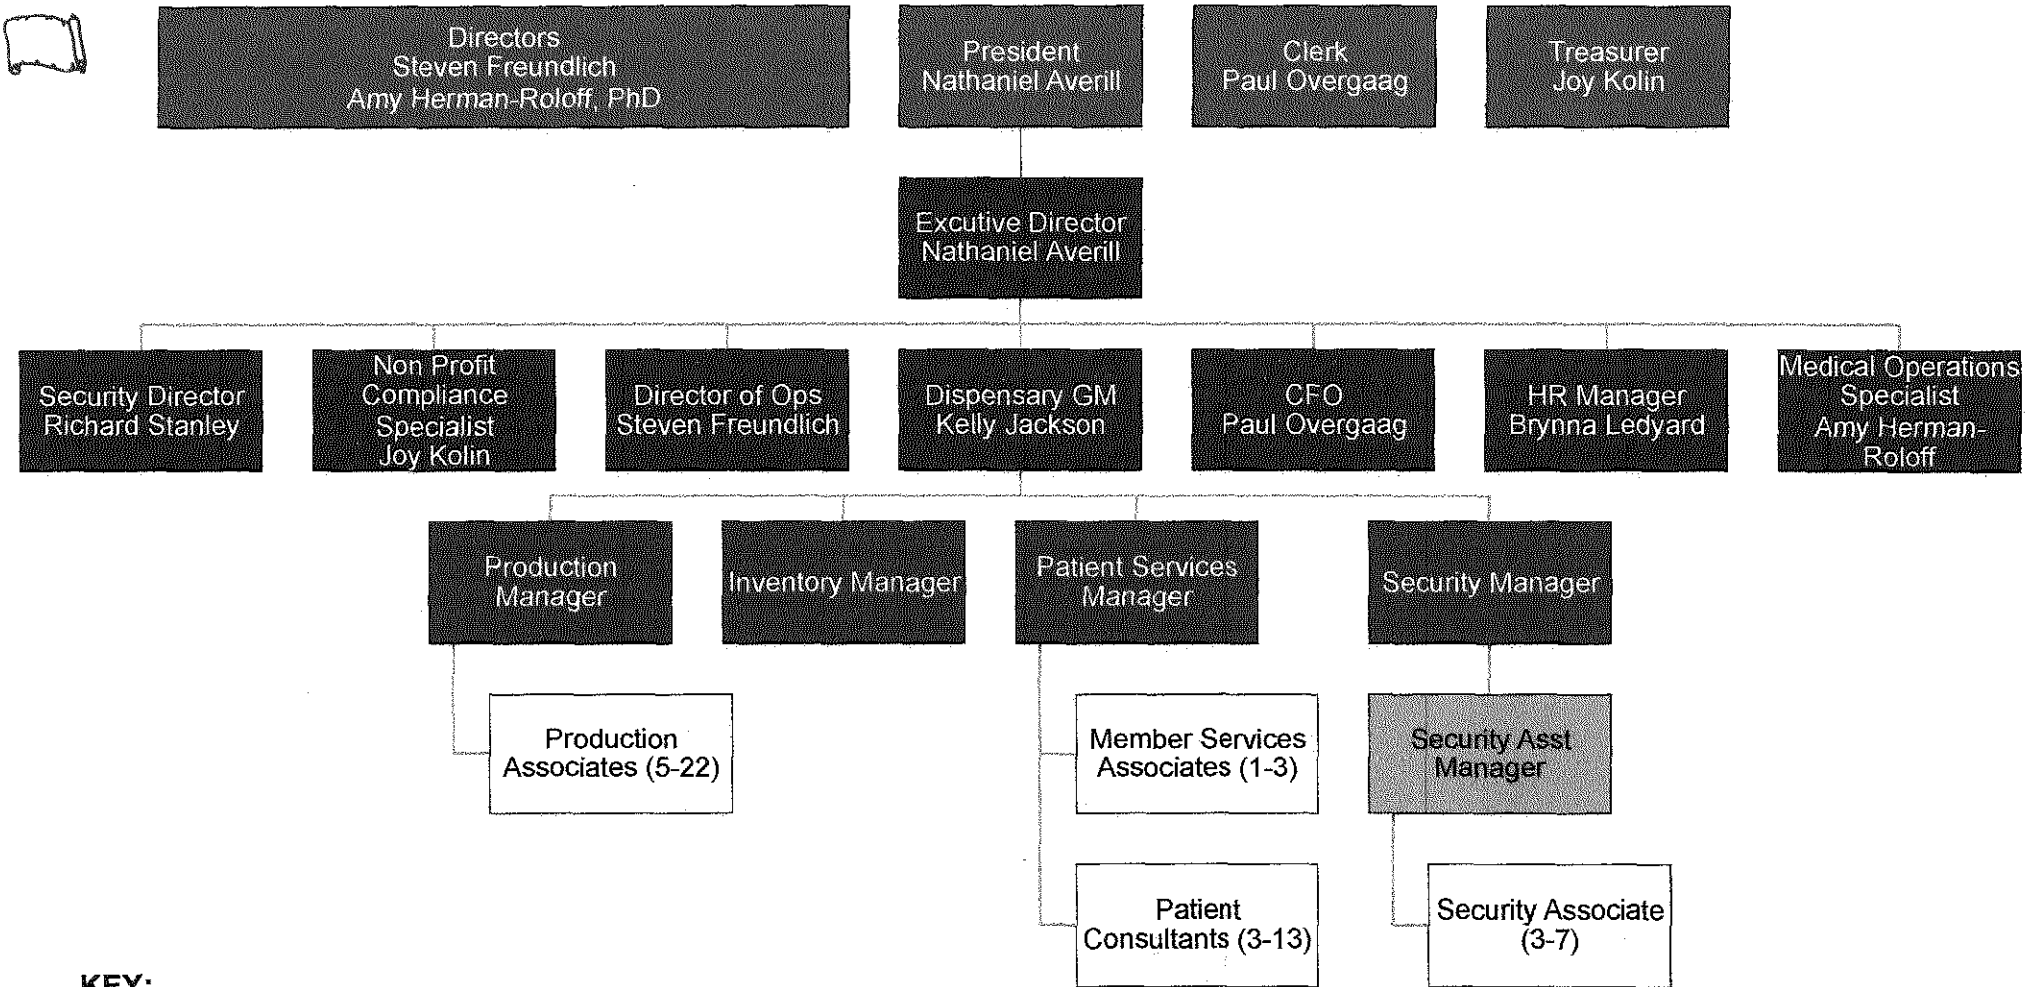 Directors
Steven Freundlich
Amy Herman-Roloff, PhD
President
Nathaniel Averill
Clerk
Paul Overgaag
Treasurer
Joy Kolin
Excutive Director
Nathaniel Averill
Security Director
Richard Stanley
Non Profit
Compliance
Specialist
Joy Kolin
Director of Ops
Steven Freundlich
Dispensary GM
Kelly Jackson
CFO
Paul Overgaag
HR Manager
Brynna Ledyard
Medical Operations
Specialist
Amy Herman-
Roloff
Production
Manager
Inventory Manager
Patient Services
Manager
Security Manager
Production
Associates (5-22)
Member Services
Associates (1-3)
Security Asst
Manager
Patient
Consultants (3-13)
Security Associate
(3-7)
KEY: